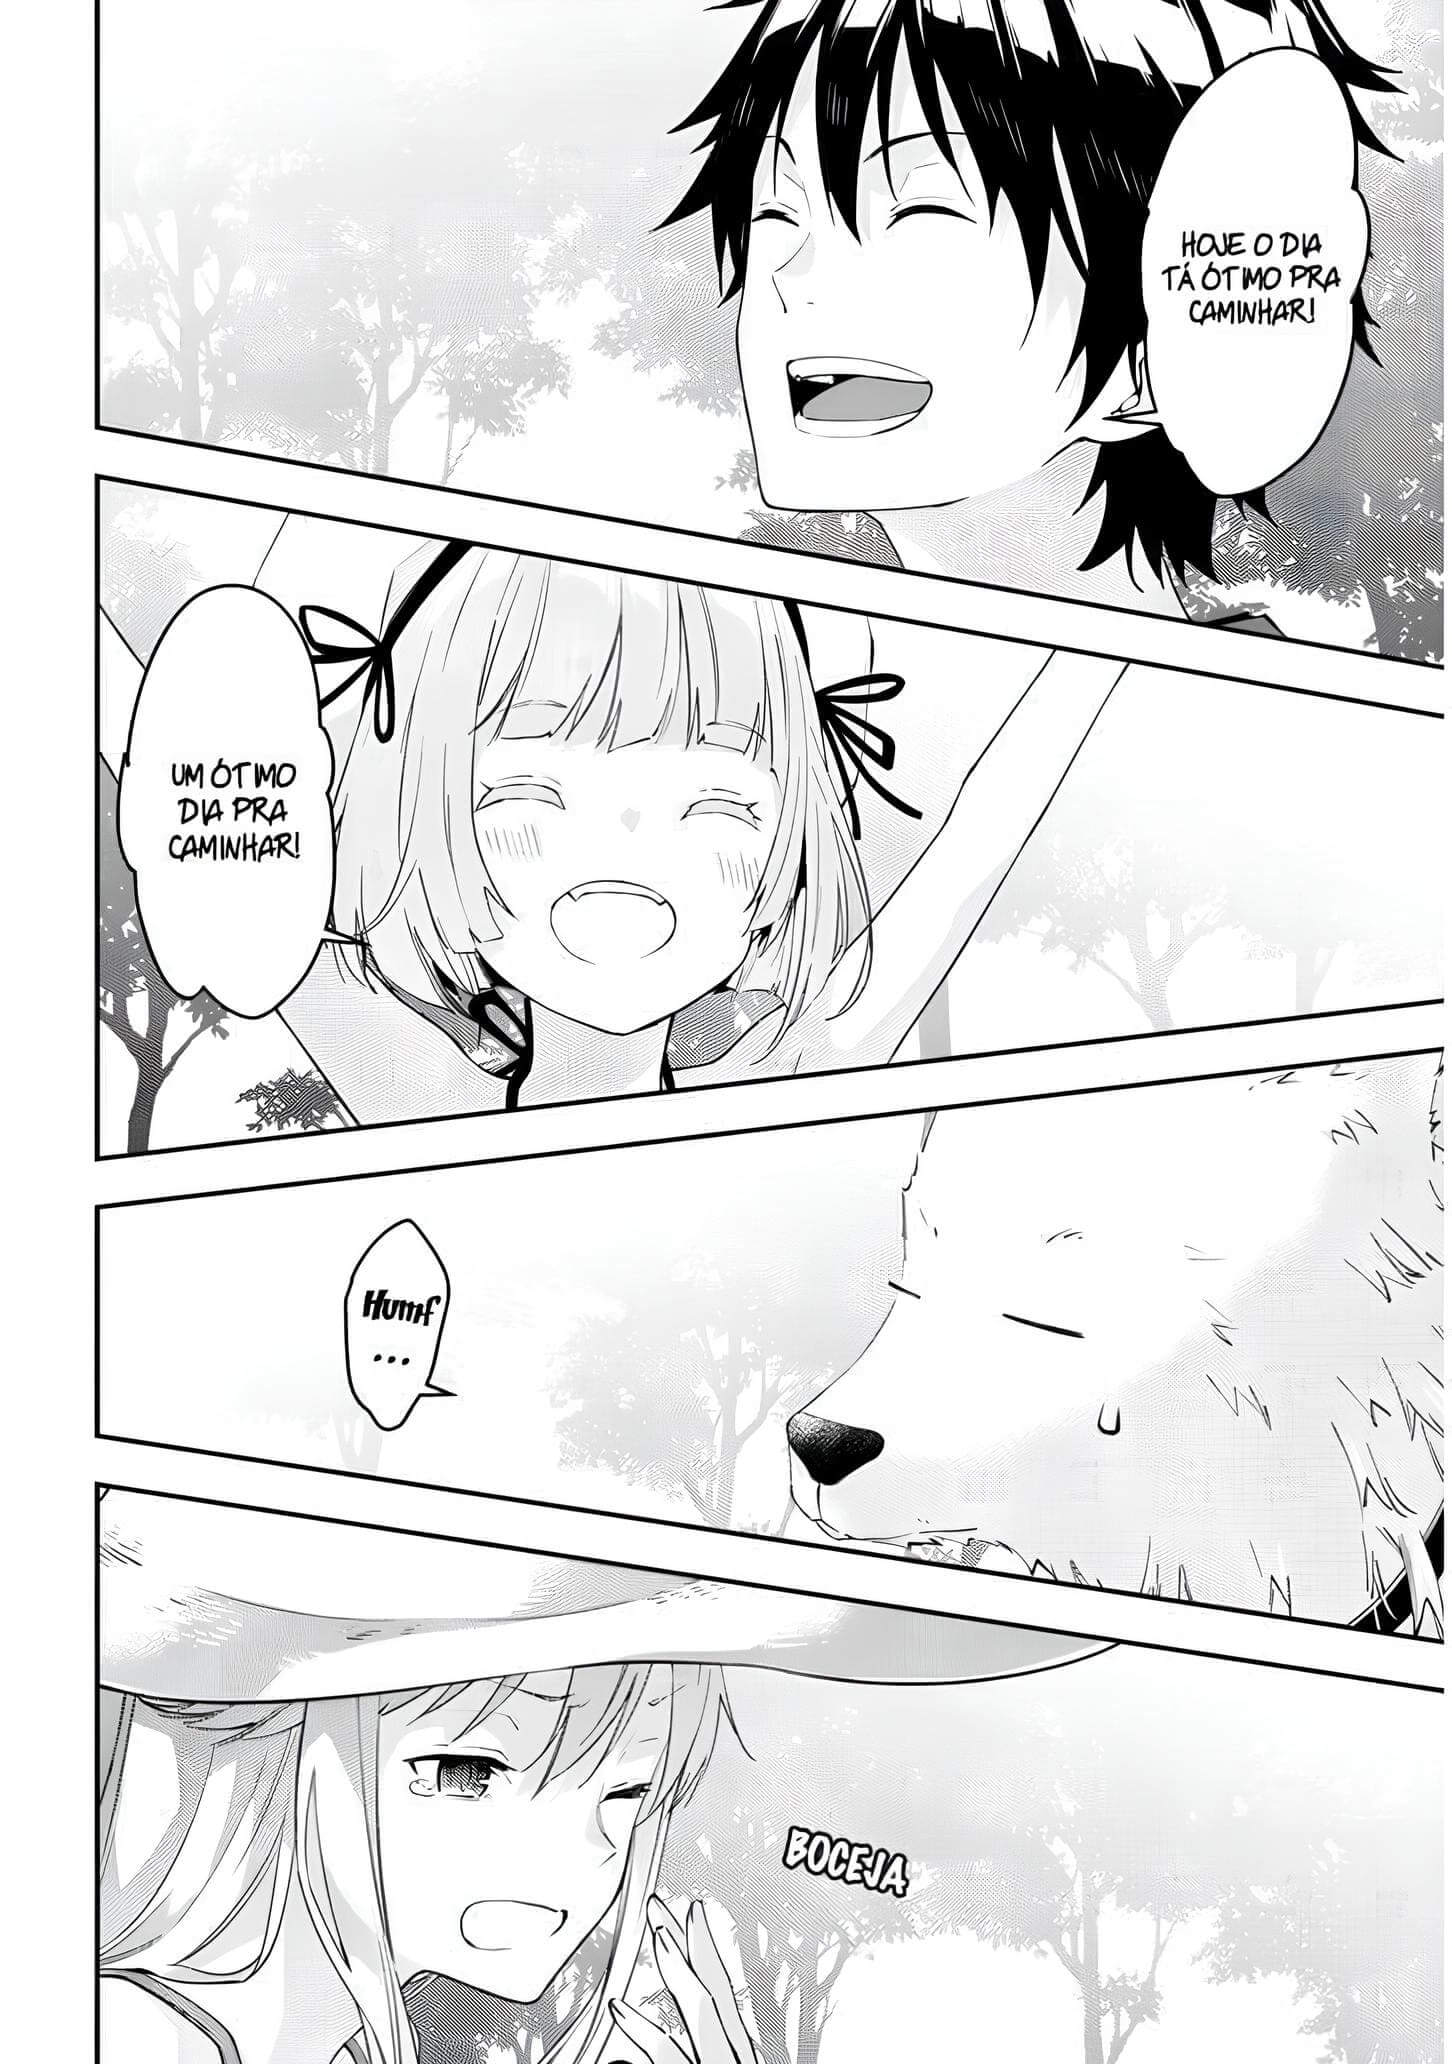 HOJE O DIA
TÁ ÓTIMO PRA
CAMINHAR!
UM ÓTIMO
DIA PRA
CAMINHAR!
Humf
...
BOCEJA